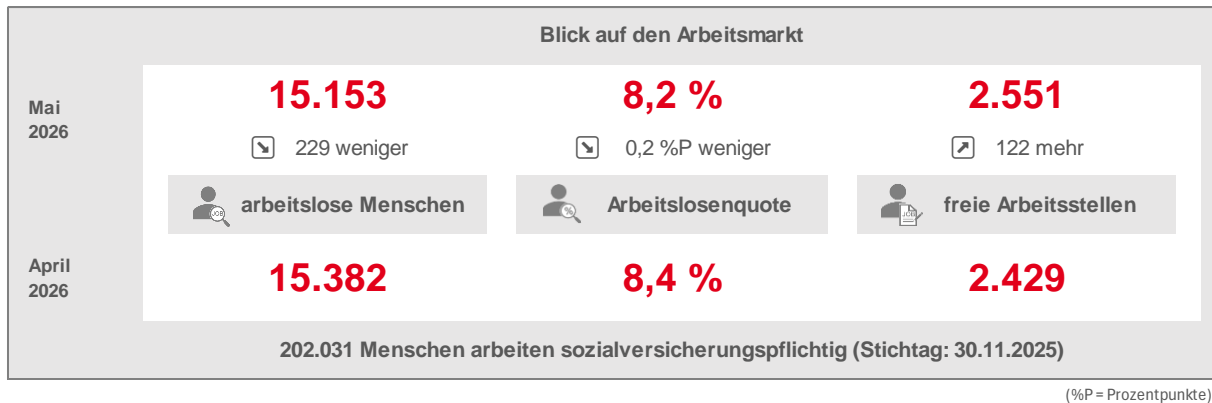 Blick auf den Arbeitsmarkt
Mai
2026
15.153
8,2 %
2.551
229 weniger
0,2 %P weniger
122 mehr
JOB
arbeitslose Menschen
%
Arbeitslosenquote
JOB
freie Arbeitsstellen
April
2026
15.382
8,4 %
2.429
202.031 Menschen arbeiten sozialversicherungspflichtig (Stichtag: 30.11.2025)
(%P = Prozentpunkte)